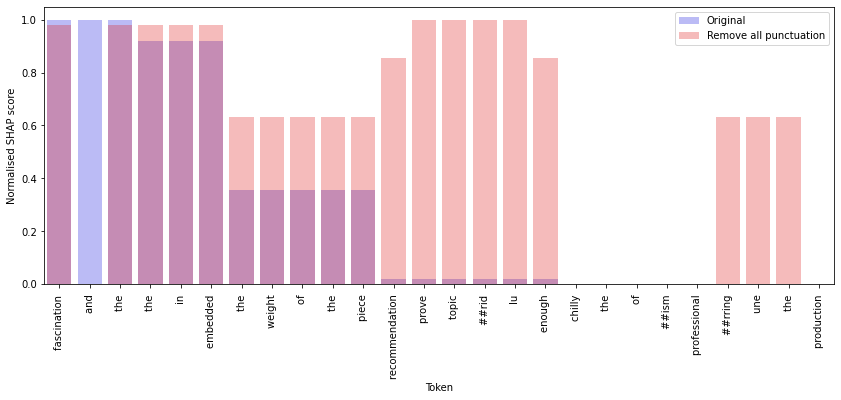 Original
Remove all punctuation
Normalised SHAP score
1.0
0.8
0.6
0.4
0.2
0.0
fascination
and
the
the
in
embedded
the
weight
of
the
piece
recommendation
prove
topic
##rid
lu
enough
chilly
the
of
##ism
professional
##rring
une
the
production
Token